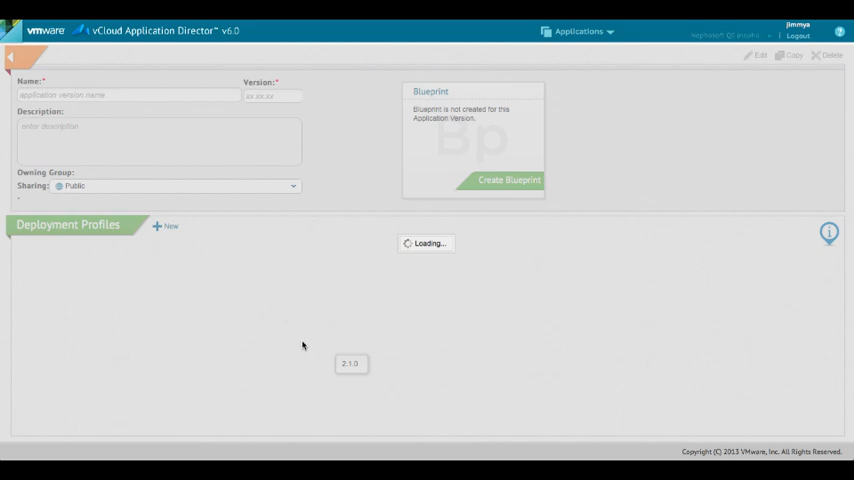 vmware vCloud Application Director™ v6.0
Applications
jimmya
Logout
Edit Copy Delete
Name:*
application version name
Version:*
xx.xx.xx
Description:
enter description
Owning Group:
Sharing: Public
Blueprint
Blueprint is not created for this
Application Version.
Bp
Create Blueprint
Deployment Profiles
New
Loading...
2.1.0
Copyright (C) 2013 VMware, Inc. All Rights Reserved.